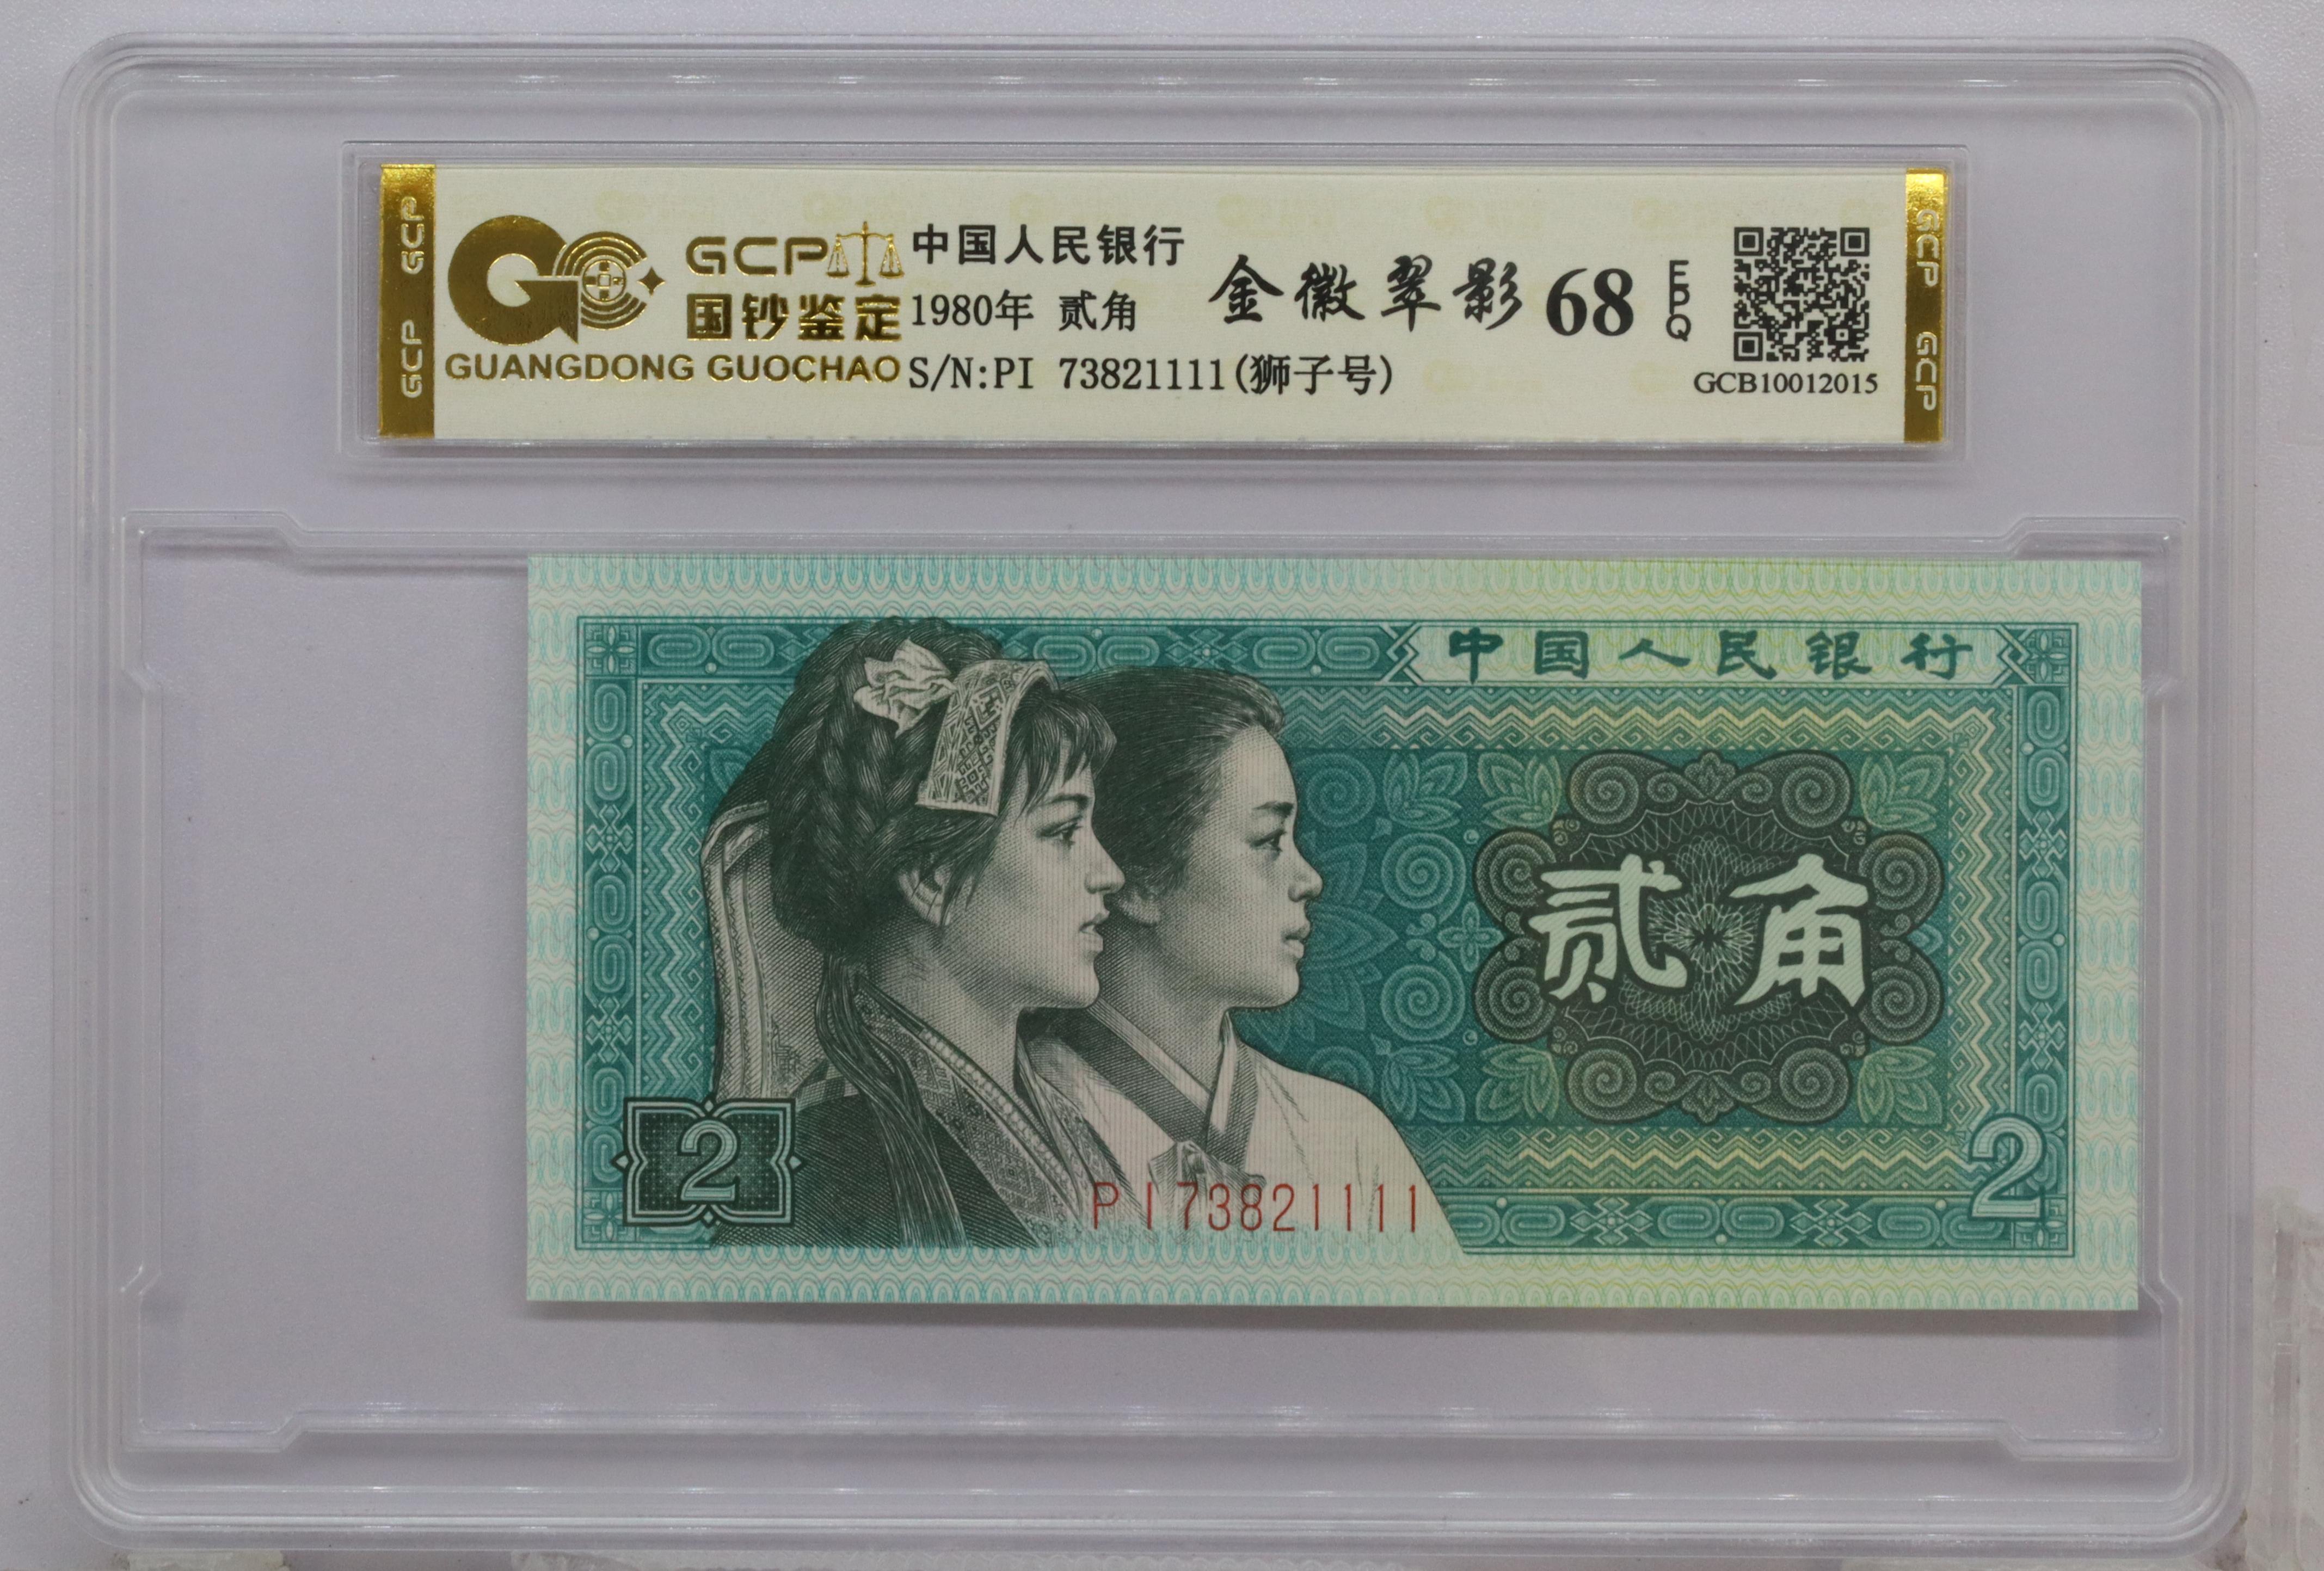 GCP GCP
GCP
国钞鉴定
GUANGDONG GUOCHAO
中国人民银行
1980年 贰角
S/N:PI 73821111(狮子号)
金徽翠影 68 EPQ
GCB10012015
GCP GCP
中国人民银行
贰角
2
PI73821111
2